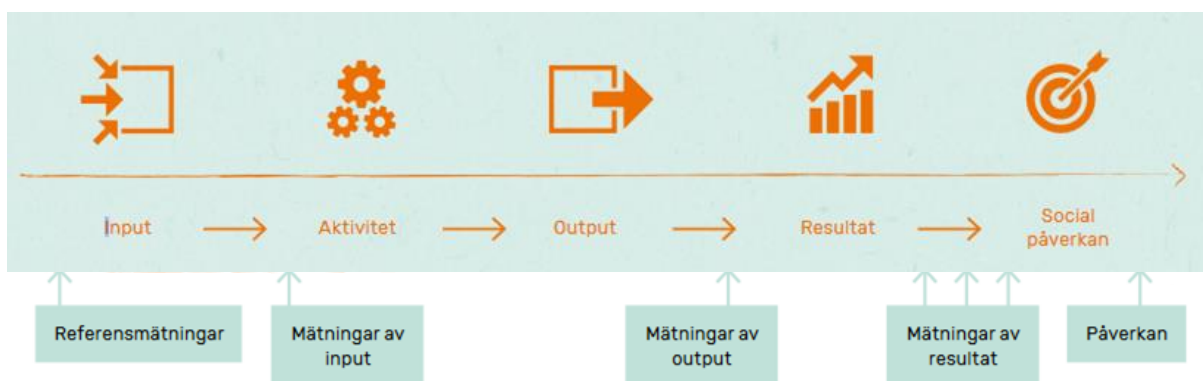 Input
Aktivitet
Output
Resultat
Social
påverkan
Referensmätningar
Mätningar av
input
Mätningar av
output
Mätningar av
resultat
Påverkan